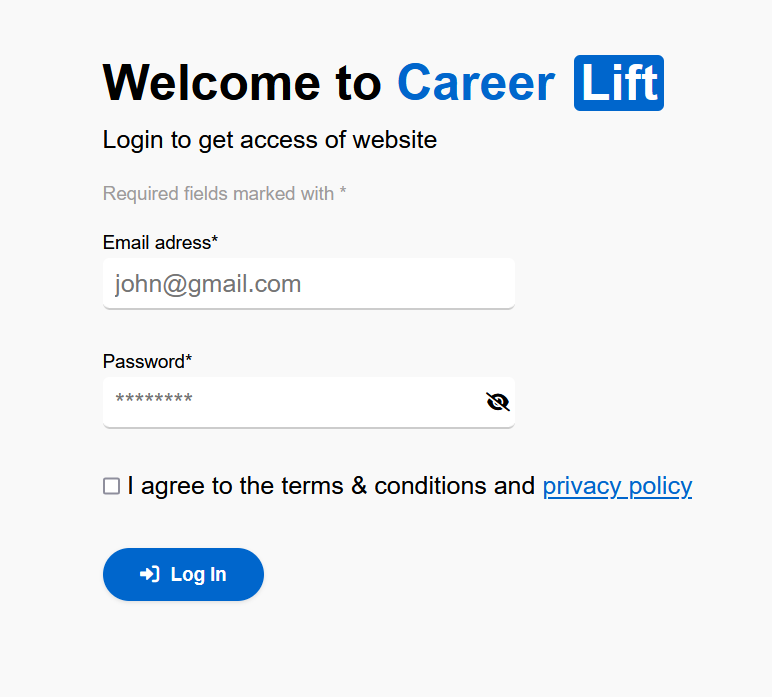 Welcome to Career Lift
Login to get access of website
Required fields marked with *
Email adress*
john@gmail.com
Password*
********
I agree to the terms & conditions and privacy policy
Log In